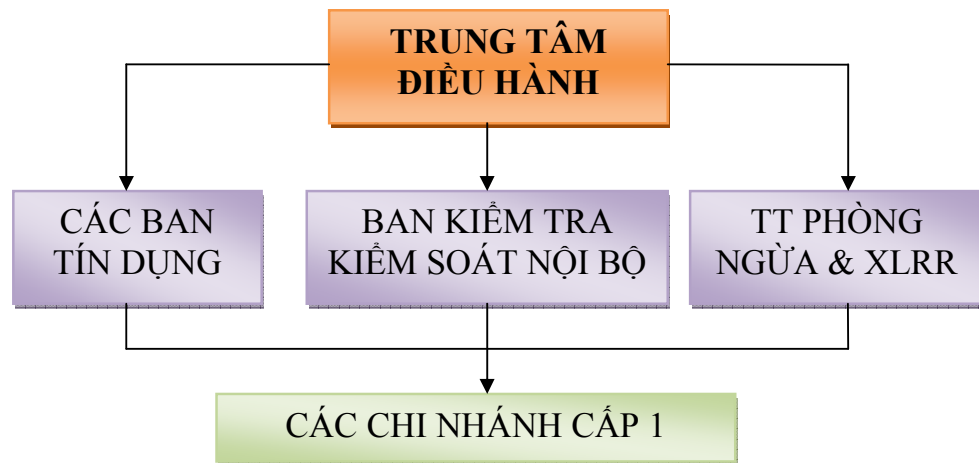 TRUNG TÂM
ĐIỀU HÀNH
CÁC BAN
TÍN DỤNG
BAN KIỂM TRA
KIỂM SOÁT NỘI BỘ
TT PHÒNG
NGỪA & XLRR
CÁC CHI NHÁNH CẤP 1